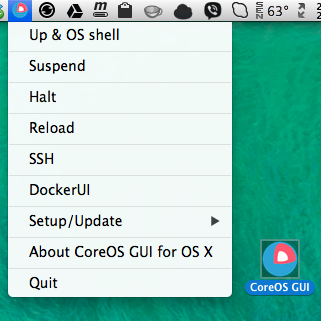 SEN 63°
Up & OS shell
Suspend
Halt
Reload
SSH
DockerUI
Setup/Update
About CoreOS GUI for OS X
Quit
CoreOS GUI